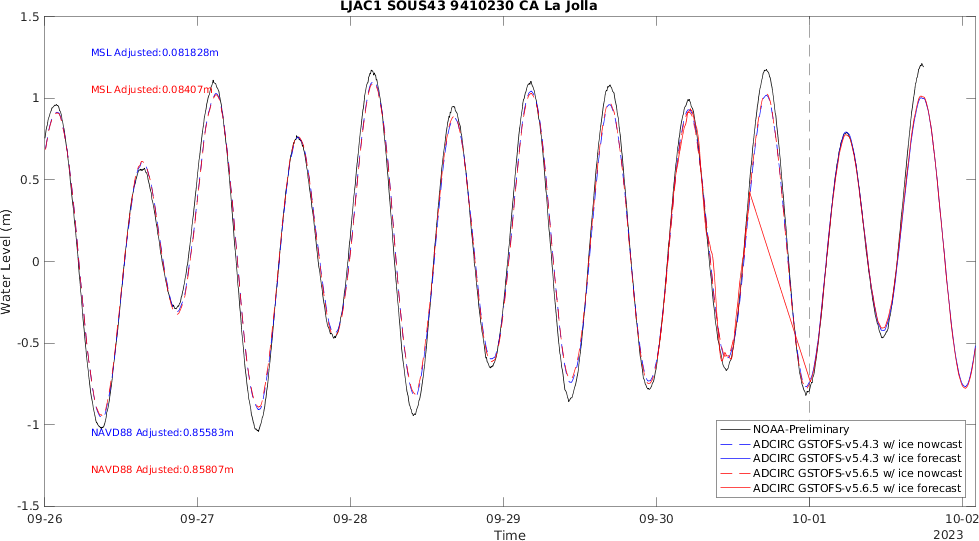 LJAC1 SOUS43 9410230 CA La Jolla
1.5
MSL Adjusted:0.081828m
MSL Adjusted:0.08407m
1
0.5
0
-0.5
-1
-1.5
Water Level (m)
NAVD88 Adjusted:0.85583m
NAVD88 Adjusted:0.85807m
NOAA-Preliminary
ADCIRC GSTOFS-v5.4.3 w/ ice nowcast
ADCIRC GSTOFS-v5.4.3 w/ ice forecast
ADCIRC GSTOFS-v5.6.5 w/ ice nowcast
ADCIRC GSTOFS-v5.6.5 w/ ice forecast
09-26 09-27 09-28 09-29 09-30 10-01 10-02
Time
2023